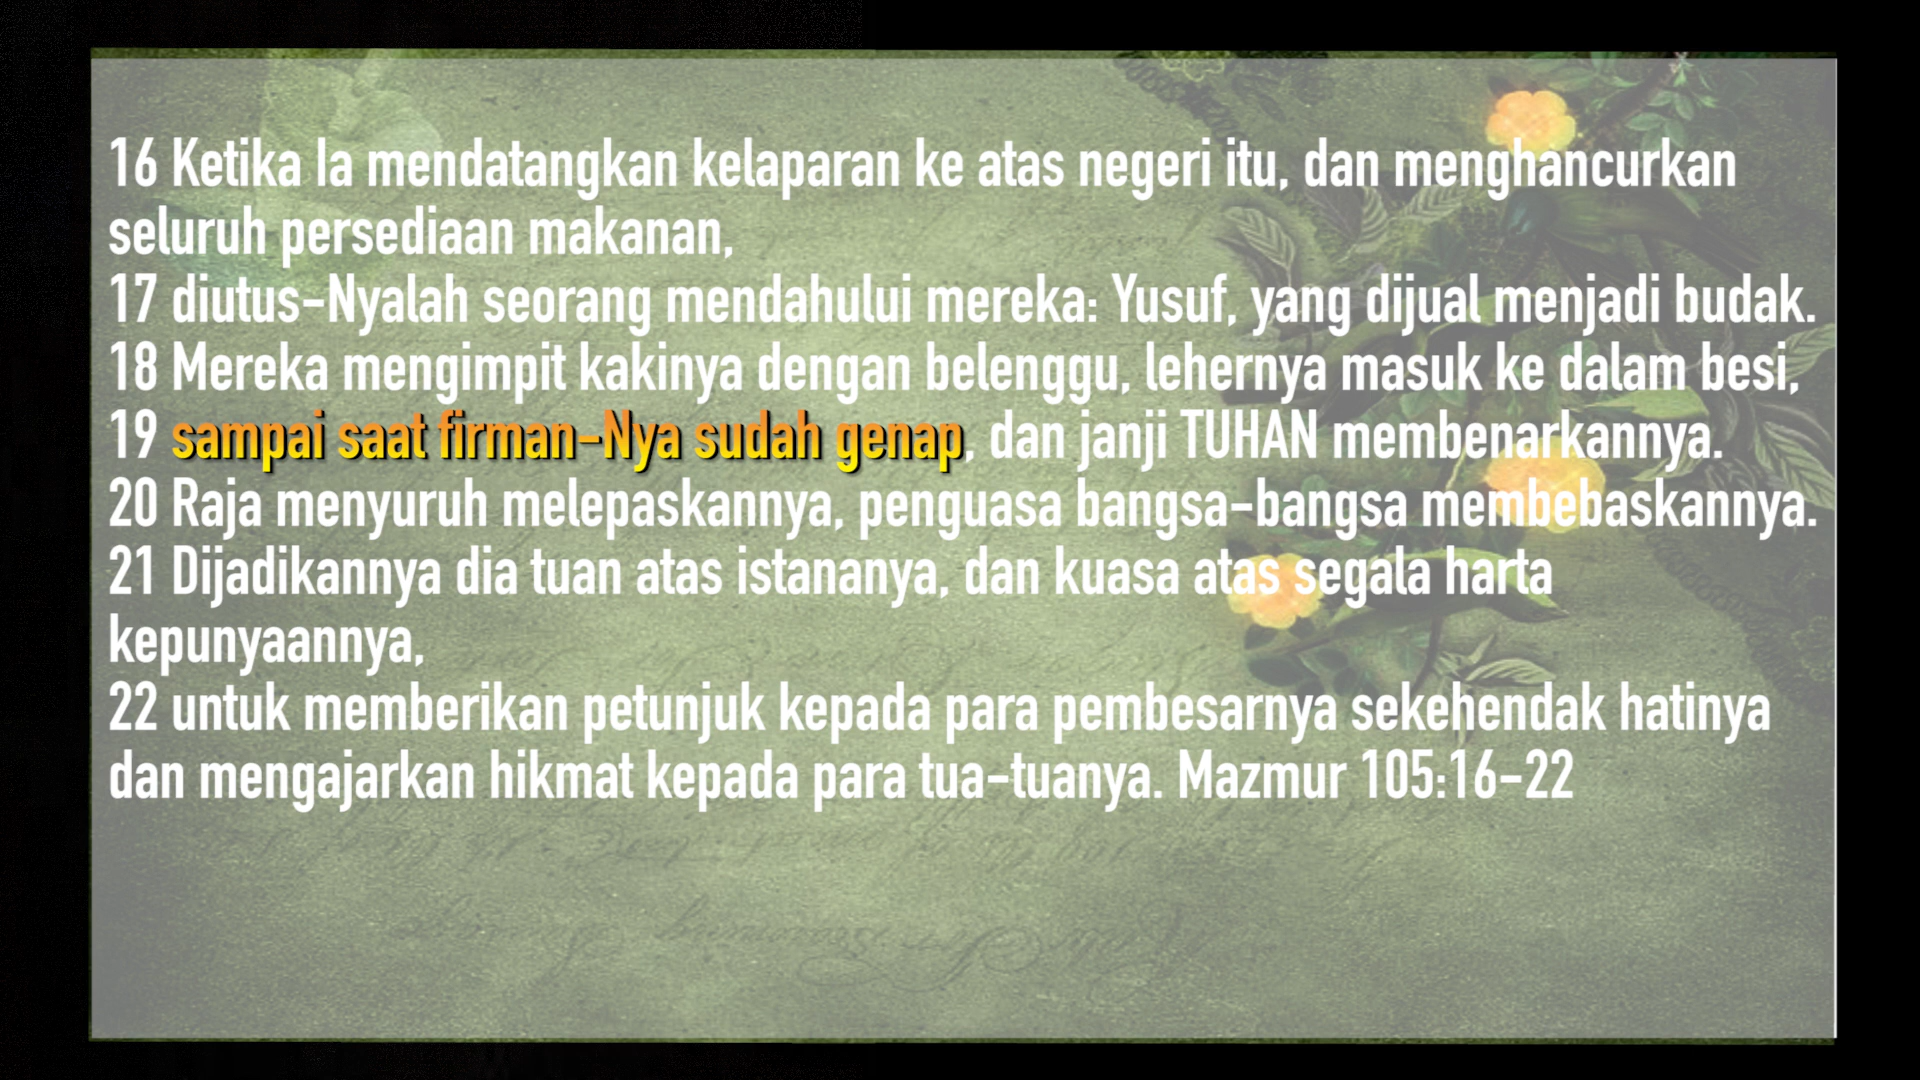 16 Ketika Ia mendatangkan kelaparan ke atas negeri itu, dan menghancurkan
seluruh persediaan makanan,
17 diutus-Nyalah seorang mendahului mereka: Yusuf, yang dijual menjadi budak.
18 Mereka mengimpit kakinya dengan belenggu, lehernya masuk ke dalam besi,
19 sampai saat firman-Nya sudah genap, dan janji TUHAN membenarkannya.
20 Raja menyuruh melepaskannya, penguasa bangsa-bangsa membebaskannya.
21 Dijadikannya dia tuan atas istananya, dan kuasa atas segala harta
kepunyaannya,
22 untuk memberikan petunjuk kepada para pembesarnya sekehendak hatinya
dan mengajarkan hikmat kepada para tua-tuanya. Mazmur 105:16-22